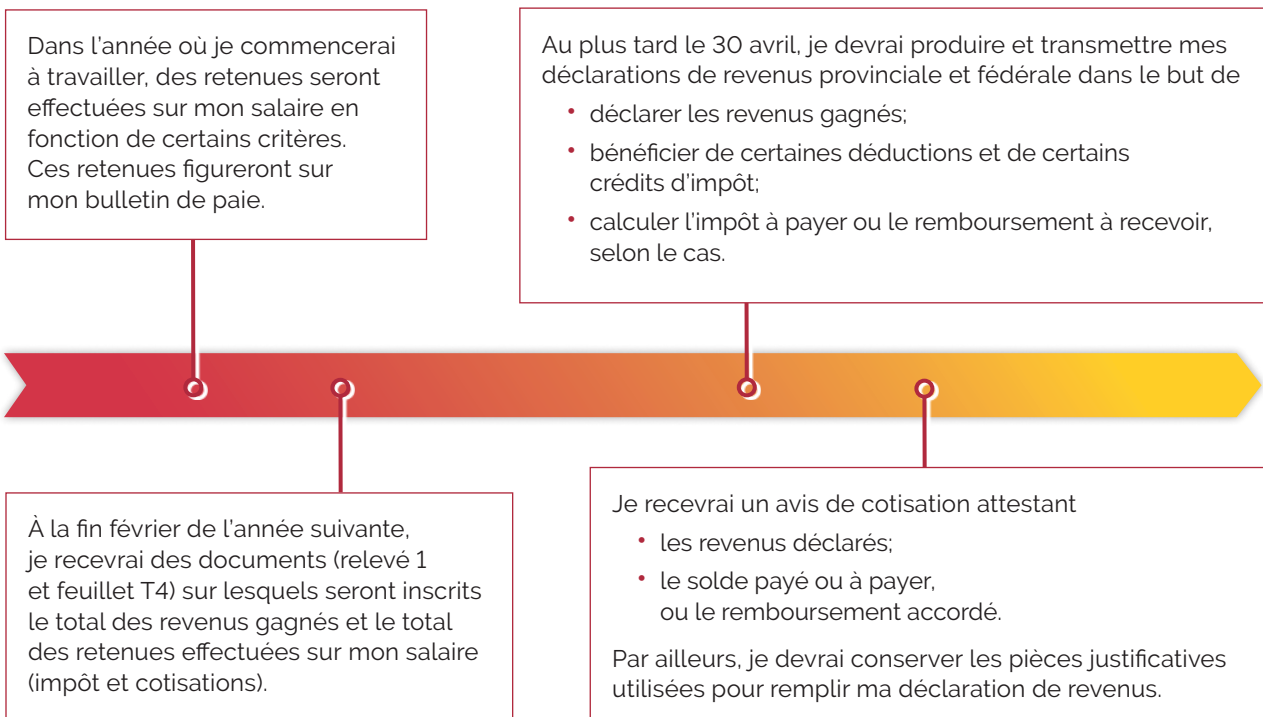 Dans l'année où je commencerai
à travailler, des retenues seront
effectuées sur mon salaire en
fonction de certains critères.
Ces retenues figureront sur
mon bulletin de paie.
Au plus tard le 30 avril, je devrai produire et transmettre mes
déclarations de revenus provinciale et fédérale dans le but de
• déclarer les revenus gagnés;
• bénéficier de certaines déductions et de certains
crédits d'impôt;
• calculer l'impôt à payer ou le remboursement à recevoir,
selon le cas.
À la fin février de l'année suivante,
je recevrai des documents (relevé 1
et feuillet T4) sur lesquels seront inscrits
le total des revenus gagnés et le total
des retenues effectuées sur mon salaire
(impôt et cotisations).
Je recevrai un avis de cotisation attestant
• les revenus déclarés;
• le solde payé ou à payer,
ou le remboursement accordé.
Par ailleurs, je devrai conserver les pièces justificatives
utilisées pour remplir ma déclaration de revenus.